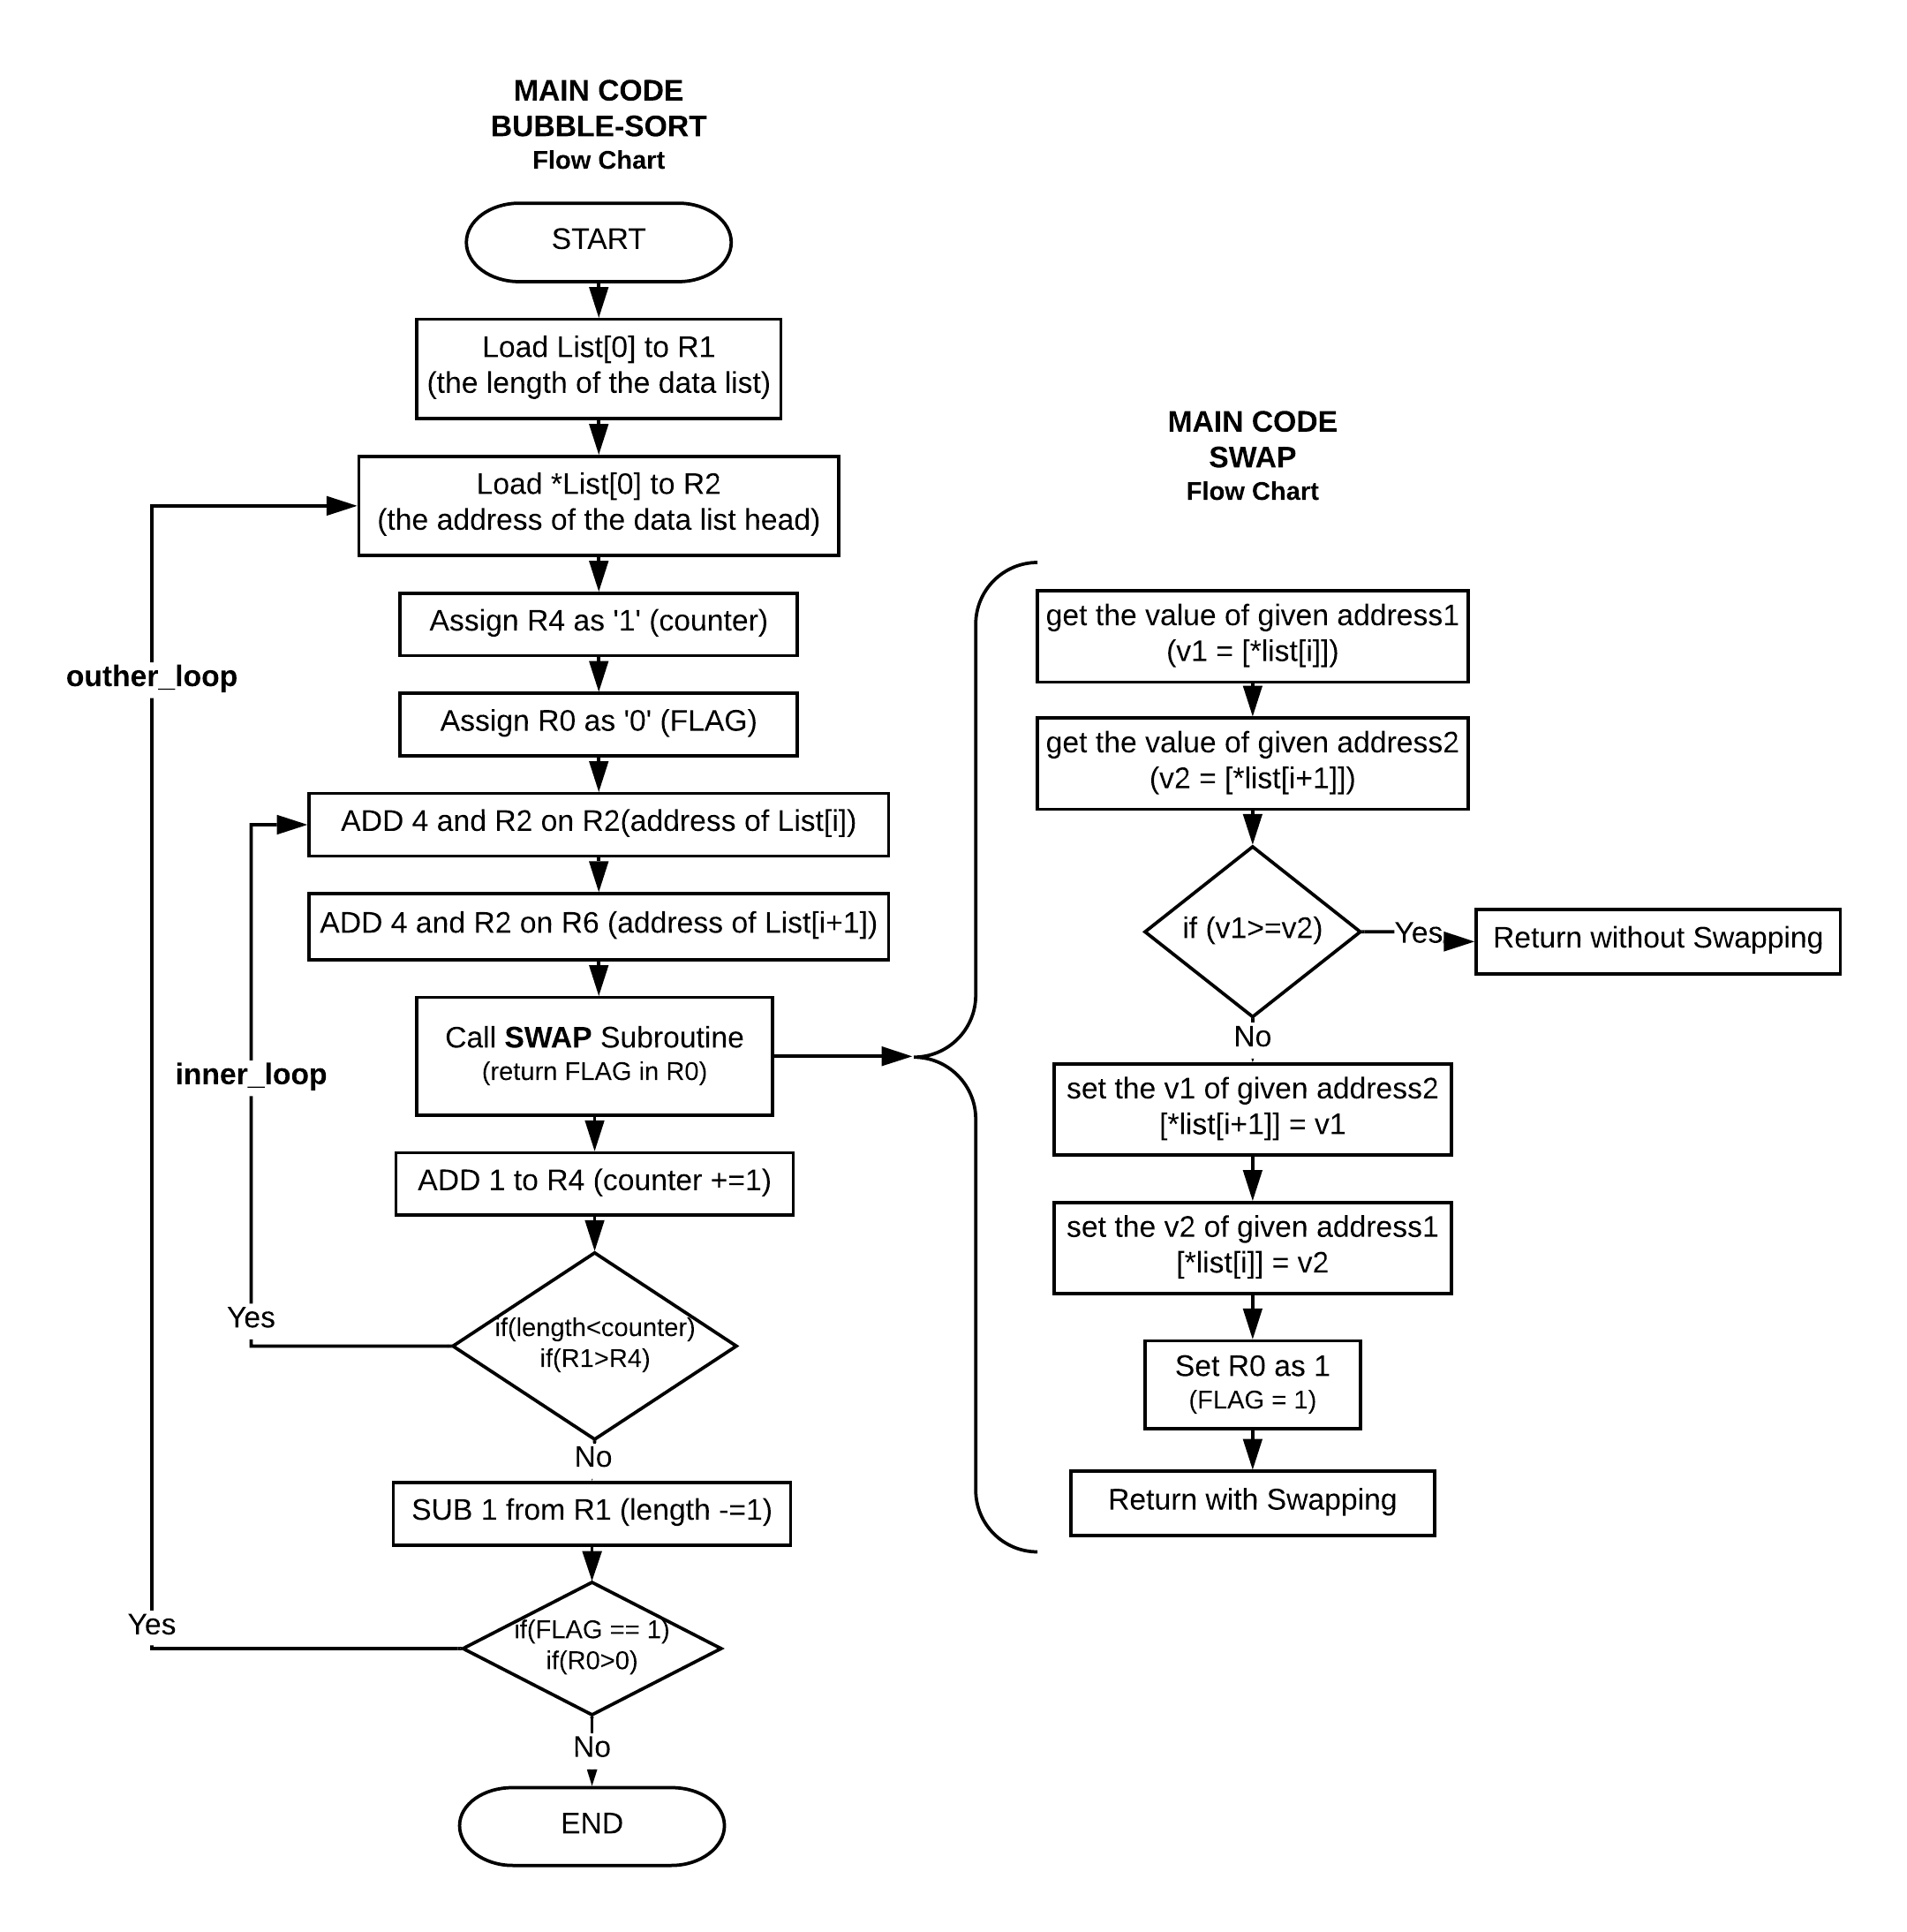 MAIN CODE
BUBBLE-SORT
Flow Chart
START
Load List[0] to R1
(the length of the data list)
Load *List[0] to R2
(the address of the data list head)
Assign R4 as '1' (counter)
outher_loop
Assign R0 as '0' (FLAG)
ADD 4 and R2 on R2(address of List[i])
ADD 4 and R2 on R6 (address of List[i+1])
Call SWAP Subroutine
(return FLAG in R0)
inner_loop
ADD 1 to R4 (counter +=1)
Yes
if(length<counter)
if(R1>R4)
No
SUB 1 from R1 (length -=1)
Yes
if(FLAG == 1)
if(R0>0)
No
END
MAIN CODE
SWAP
Flow Chart
get the value of given address1
(v1 = [*list[i]])
get the value of given address2
(v2 = [*list[i+1]])
if (v1>=v2)
Yes
Return without Swapping
No
set the v1 of given address2
[*list[i+1]] = v1
set the v2 of given address1
[*list[i]] = v2
Set R0 as 1
(FLAG = 1)
Return with Swapping